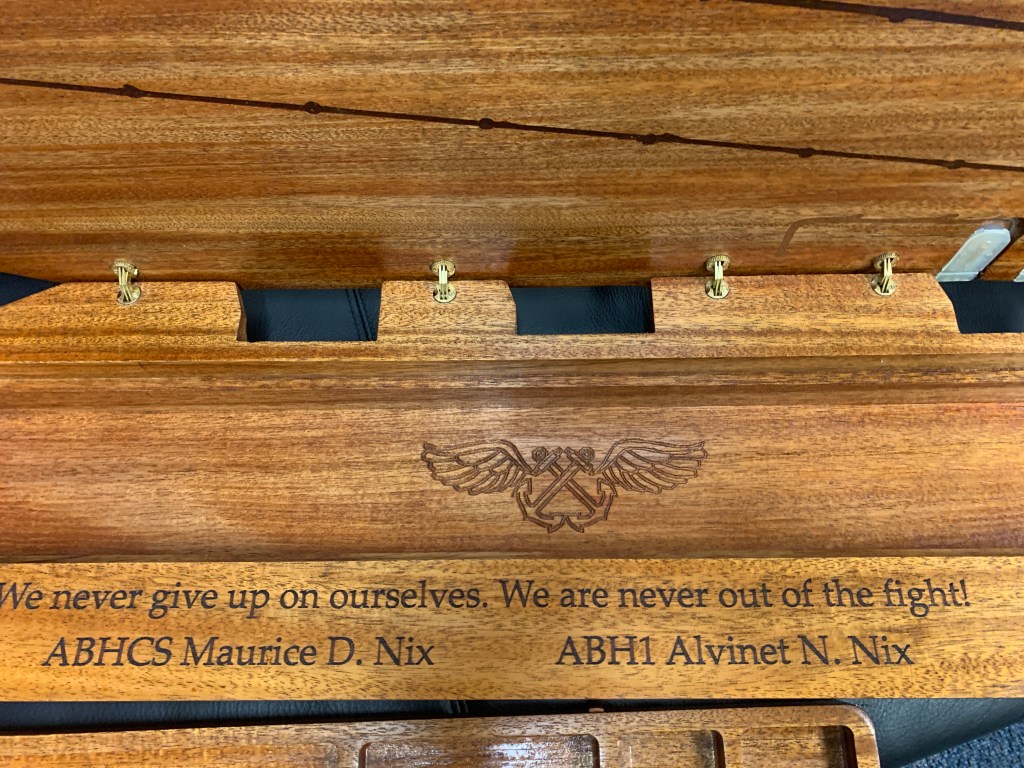 We never give up on ourselves. We are never out of the fight!
ABHCS Maurice D. Nix ABH1 Alvinet N. Nix